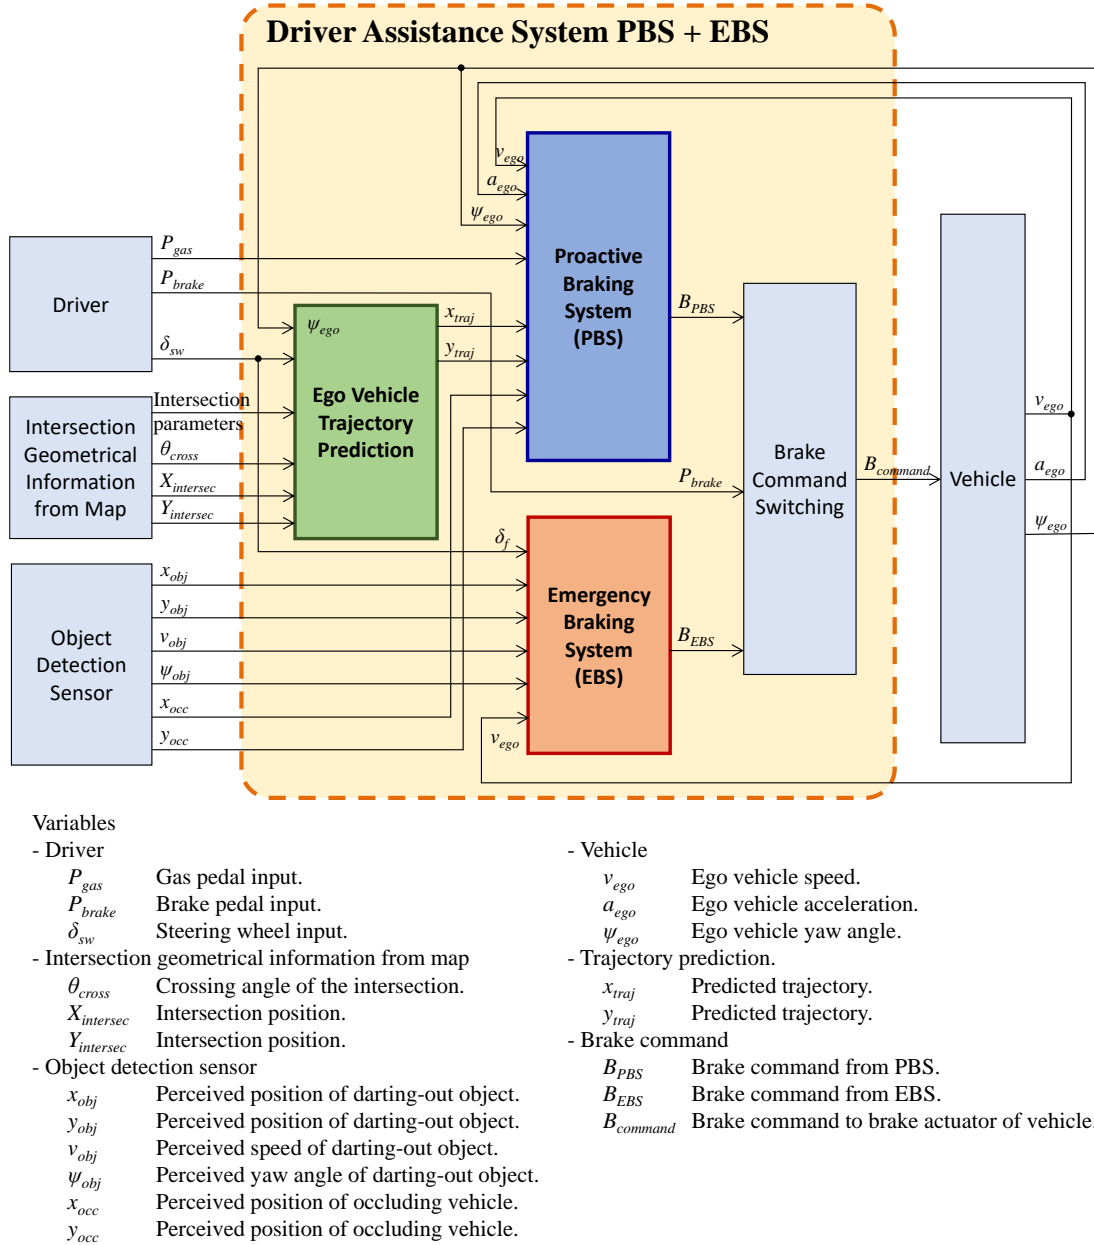 Driver Assistance System PBS + EBS
v_ego
a_ego
ψ_ego
P_gas
P_brake
δ_sw
Driver
ψ_ego
x_traj
y_traj
Ego Vehicle
Trajectory
Prediction
Proactive
Braking
System
(PBS)
B_PBS
Intersection
parameters
θ_cross
X_intersec
Y_intersec
Intersection
Geometrical
Information
from Map
P_brake
Brake
Command
Switching
B_command
Vehicle
v_ego
a_ego
ψ_ego
δ_f
Emergency
Braking
System
(EBS)
B_EBS
x_obj
y_obj
v_obj
ψ_obj
x_occ
y_occ
Object
Detection
Sensor
v_ego
Variables
- Driver
P_gas Gas pedal input.
P_brake Brake pedal input.
δ_sw Steering wheel input.
- Intersection geometrical information from map
θ_cross Crossing angle of the intersection.
X_intersec Intersection position.
Y_intersec Intersection position.
- Object detection sensor
x_obj Perceived position of darting-out object.
y_obj Perceived position of darting-out object.
v_obj Perceived speed of darting-out object.
ψ_obj Perceived yaw angle of darting-out object.
x_occ Perceived position of occluding vehicle.
y_occ Perceived position of occluding vehicle.
- Vehicle
v_ego Ego vehicle speed.
a_ego Ego vehicle acceleration.
ψ_ego Ego vehicle yaw angle.
- Trajectory prediction.
x_traj Predicted trajectory.
y_traj Predicted trajectory.
- Brake command
B_PBS Brake command from PBS.
B_EBS Brake command from EBS.
B_command Brake command to brake actuator of vehicle.